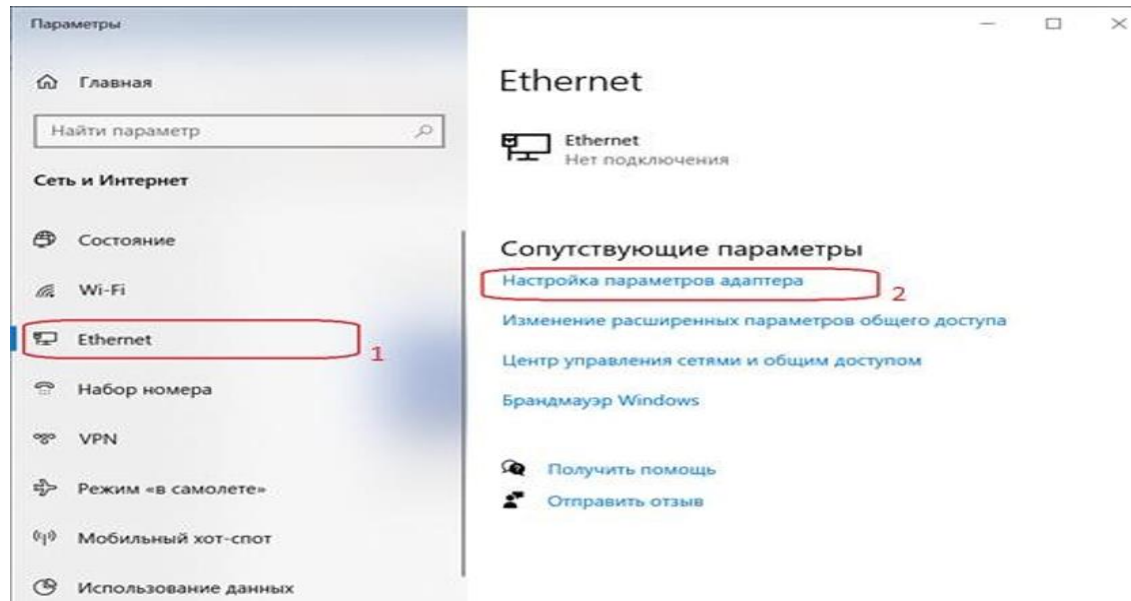 Параметры
Главная
Найти параметр
Сеть и Интернет
Состояние
Wi-Fi
Ethernet
1
Набор номера
VPN
Режим «в самолете»
Мобильный хот-спот
Использование данных
Ethernet
Ethernet
Нет подключения
Сопутствующие параметры
Настройка параметров адаптера
2
Изменение расширенных параметров общего доступа
Центр управления сетями и общим доступом
Брандмауэр Windows
Получить помощь
Отправить отзыв